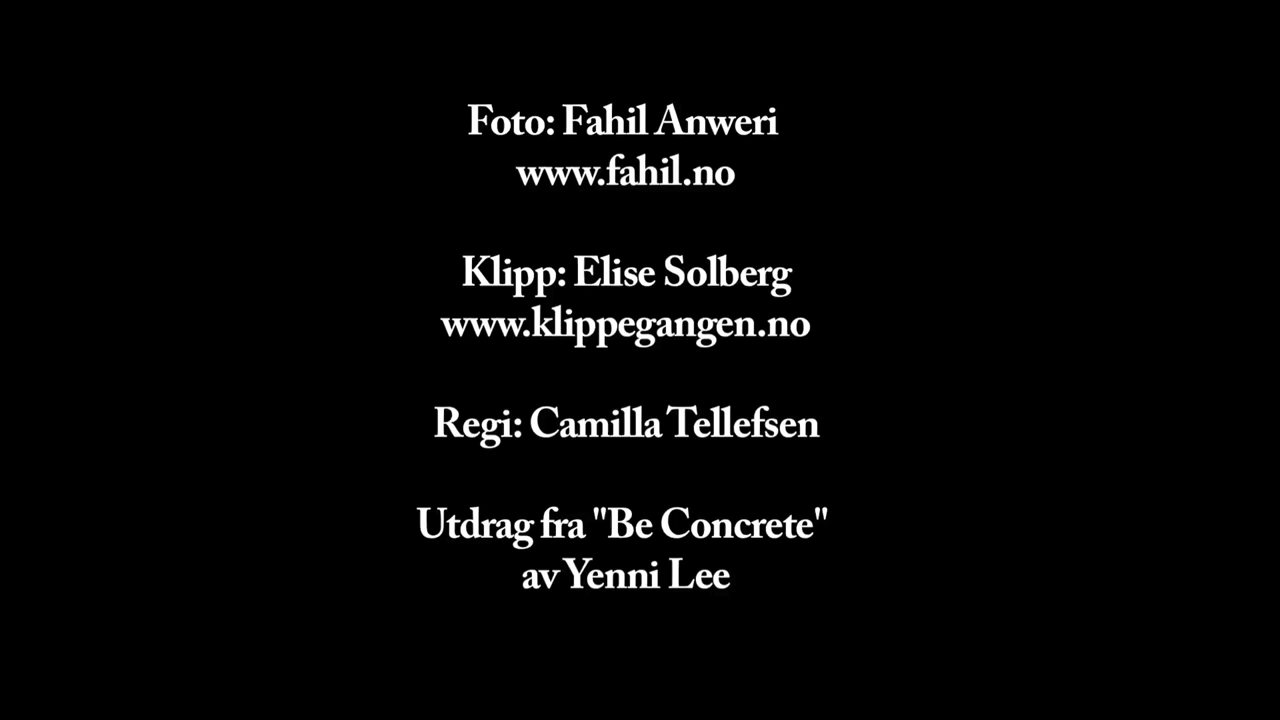 Foto: Fahil Anweri
www.fahil.no
Klipp: Elise Solberg
www.klippegangen.no
Regi: Camilla Tellefsen
Utdrag fra "Be Concrete"
av Yenni Lee